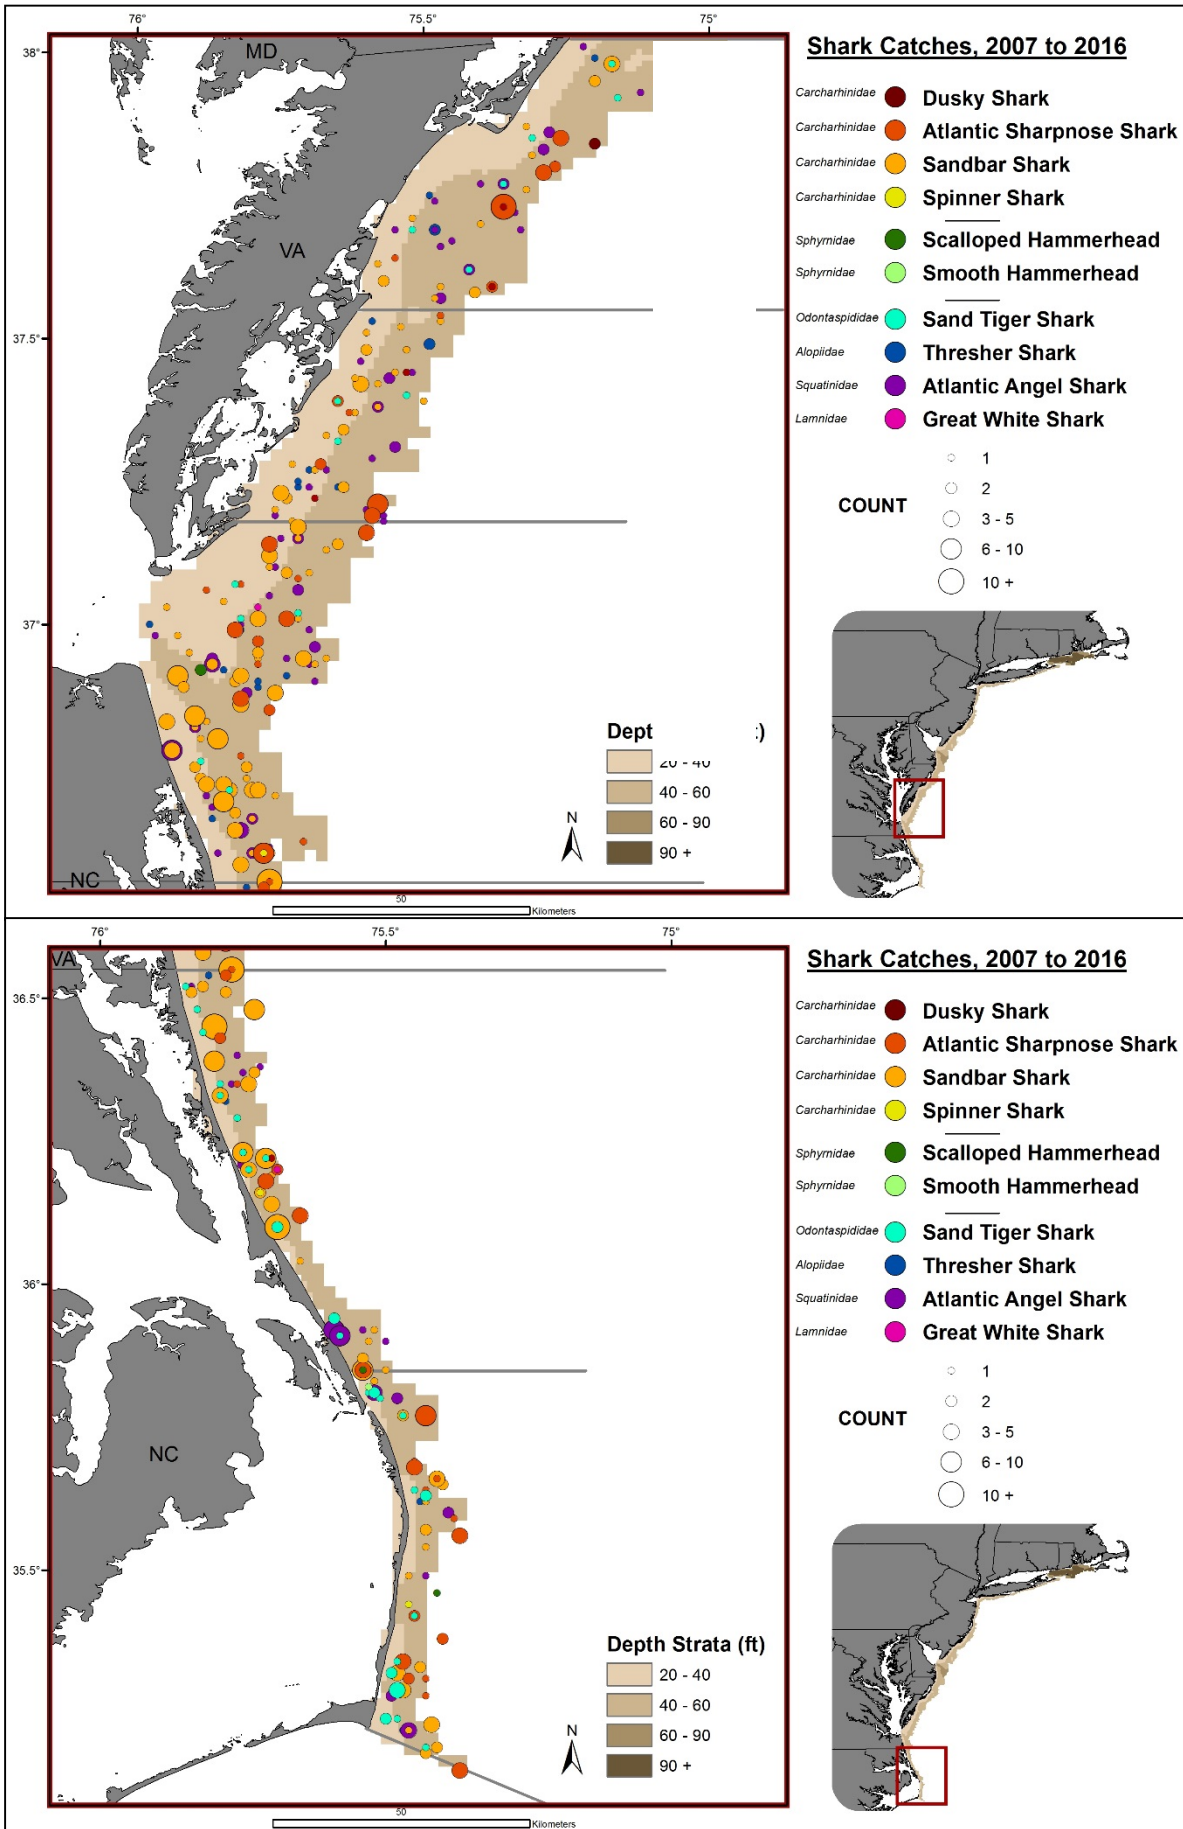 76°
75.5°
75°
38°
MD
VA
37.5°
37°
NC
Shark Catches, 2007 to 2016
Carcharhinidae Dusky Shark
Carcharhinidae Atlantic Sharpnose Shark
Carcharhinidae Sandbar Shark
Carcharhinidae Spinner Shark
Sphyrnidae Scalloped Hammerhead
Sphyrnidae Smooth Hammerhead
Odontaspididae Sand Tiger Shark
Alopiidae Thresher Shark
Squatinidae Atlantic Angel Shark
Lamnidae Great White Shark
COUNT
1
2
3 - 5
6 - 10
10 +
Dept :)
20 - 40
40 - 60
60 - 90
90 +
N
50
Kilometers
76°
75.5°
75°
VA
36.5°
36°
NC
35.5°
Shark Catches, 2007 to 2016
Carcharhinidae Dusky Shark
Carcharhinidae Atlantic Sharpnose Shark
Carcharhinidae Sandbar Shark
Carcharhinidae Spinner Shark
Sphyrnidae Scalloped Hammerhead
Sphyrnidae Smooth Hammerhead
Odontaspididae Sand Tiger Shark
Alopiidae Thresher Shark
Squatinidae Atlantic Angel Shark
Lamnidae Great White Shark
COUNT
1
2
3 - 5
6 - 10
10 +
Depth Strata (ft)
20 - 40
40 - 60
60 - 90
90 +
N
50
Kilometers